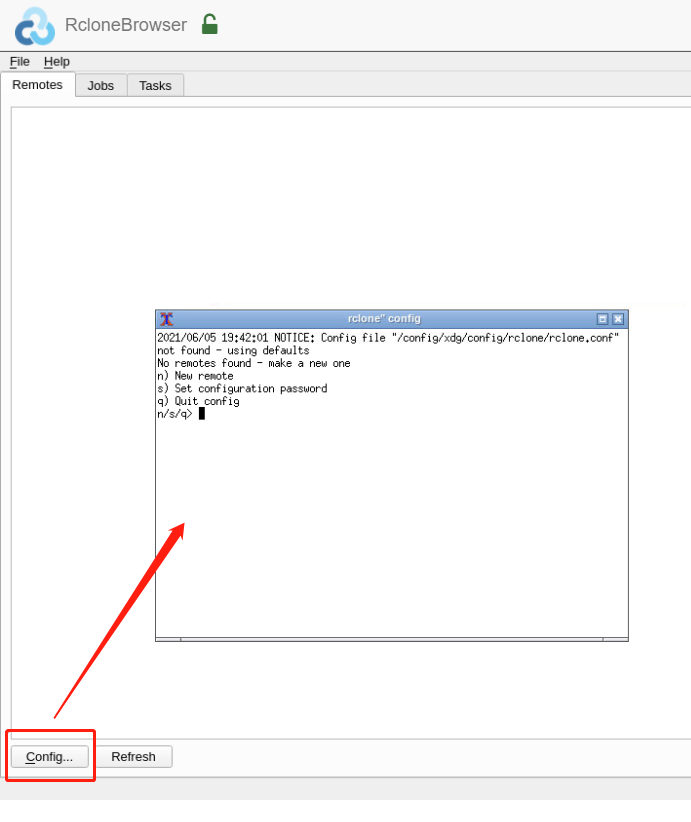 RcloneBrowser
File Help
Remotes Jobs Tasks
rclone" config
2021/06/05 19:42:01 NOTICE: Config file "/config/xdg/config/rclone/rclone.conf"
not found - using defaults
No remotes found - make a new one
n) New remote
s) Set configuration password
q) Quit config
n/s/q>
Config... Refresh